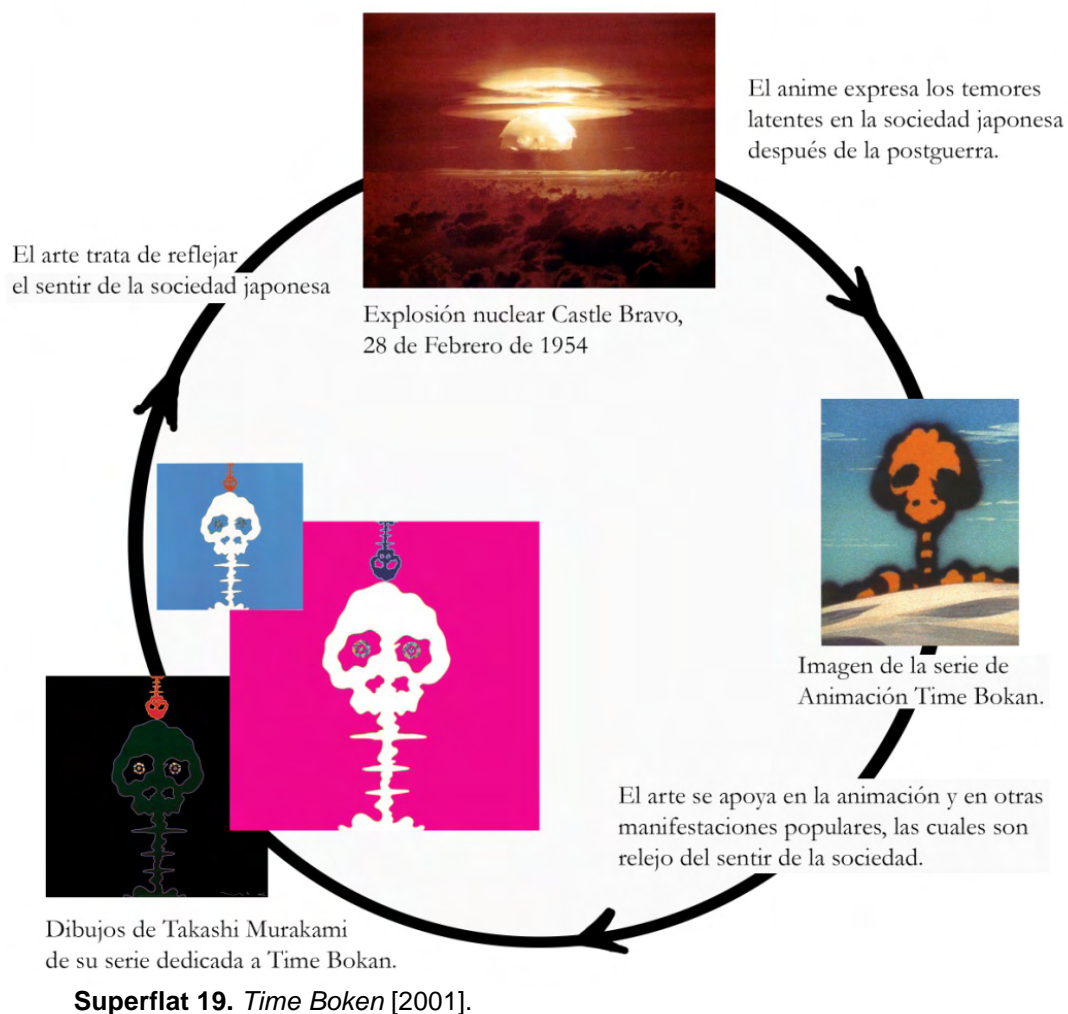 El anime expresa los temores
latentes en la sociedad japonesa
después de la postguerra.
El arte trata de reflejar
el sentir de la sociedad japonesa
Explosión nuclear Castle Bravo,
28 de Febrero de 1954
Imagen de la serie de
Animación Time Bokan.
El arte se apoya en la animación y en otras
manifestaciones populares, las cuales son
relejo del sentir de la sociedad.
Dibujos de Takashi Murakami
de su serie dedicada a Time Bokan.
Superflat 19. Time Boken [2001].